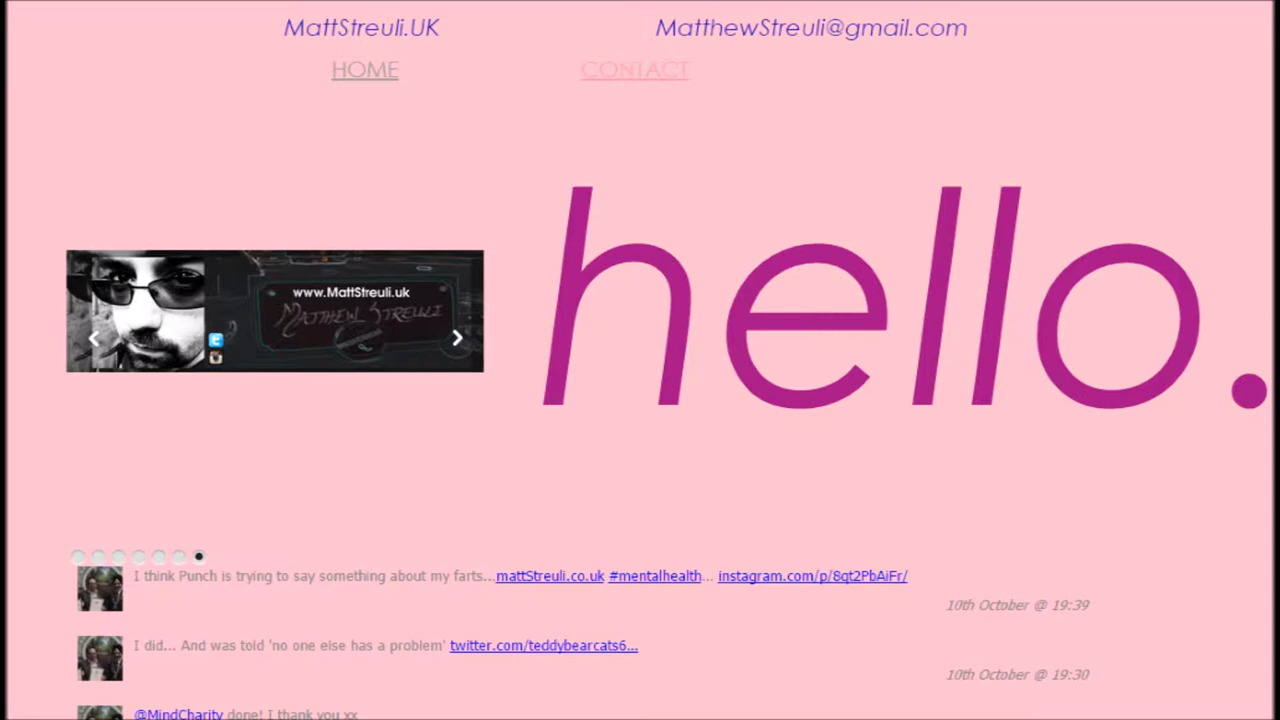 MattStreuli.UK MatthewStreuli@gmail.com
HOME CONTACT
hello.
www.MattStreuli.uk
MATTHEW STREULI
I think Punch is trying to say something about my farts...mattStreuli.co.uk #mentalhealth... instagram.com/p/8qt2PbAiFr/
10th October @ 19:39
I did... And was told 'no one else has a problem' twitter.com/teddybearcats6...
10th October @ 19:30
@MindCharity done! I thank you xx